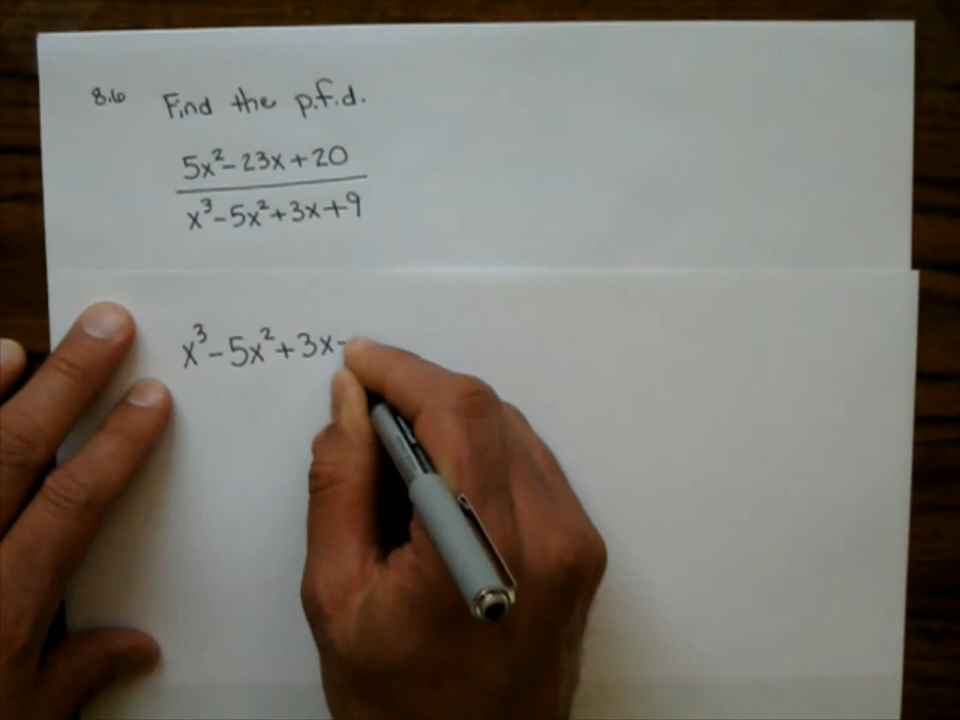 8.6 Find the p.f.d.
5x²-23x+20
x³-5x²+3x+9
x³-5x²+3x-